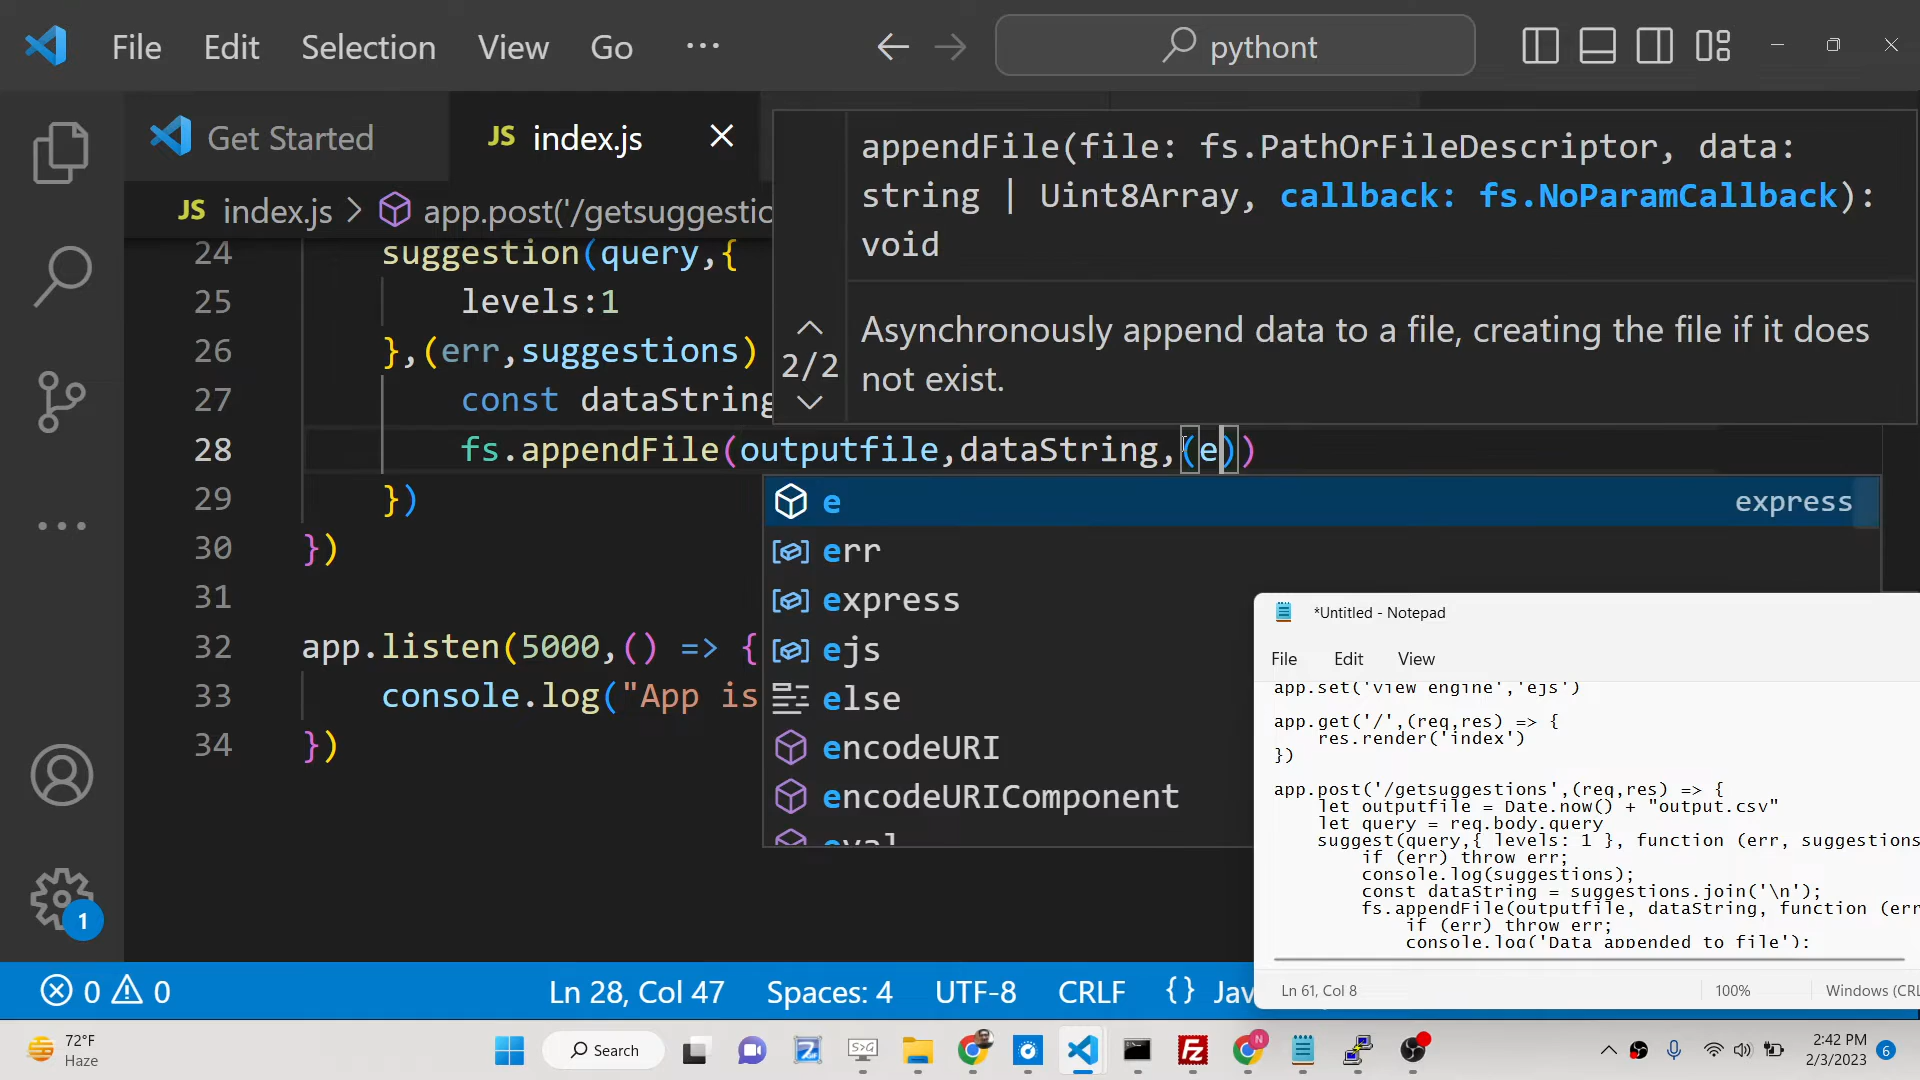 File Edit Selection View Go ···
pythont
Get Started
JS index.js
JS index.js > app.post('/getsuggestio
24 suggestion(query,{
25 levels:1
26 },(err,suggestions)
27 const dataString
28 fs.appendFile(outputfile,dataString,(e))
29 })
30 })
31
32 app.listen(5000,() => {
33 console.log("App is
34 })
appendFile(file: fs.PathOrFileDescriptor, data:
string | Uint8Array, callback: fs.NoParamCallback):
void
2/2
Asynchronously append data to a file, creating the file if it does
not exist.
e express
err
express
ejs
else
encodeURI
encodeURIComponent
*Untitled - Notepad
File Edit View
app.set('view engine','ejs')
app.get('/',(req,res) => {
res.render('index')
})
app.post('/getsuggestions',(req,res) => {
let outputfile = Date.now() + "output.csv"
let query = req.body.query
suggest(query,{ levels: 1 }, function (err, suggestions
if (err) throw err;
console.log(suggestions);
const dataString = suggestions.join('\n');
fs.appendFile(outputfile, dataString, function (err
if (err) throw err;
console.log('Data appended to file');
Ln 61, Col 8 100% Windows (CRL
1
0 0 Ln 28, Col 47 Spaces: 4 UTF-8 CRLF {} Jav
72°F
Haze
Search
S>G
N
2:42 PM
2/3/2023
6